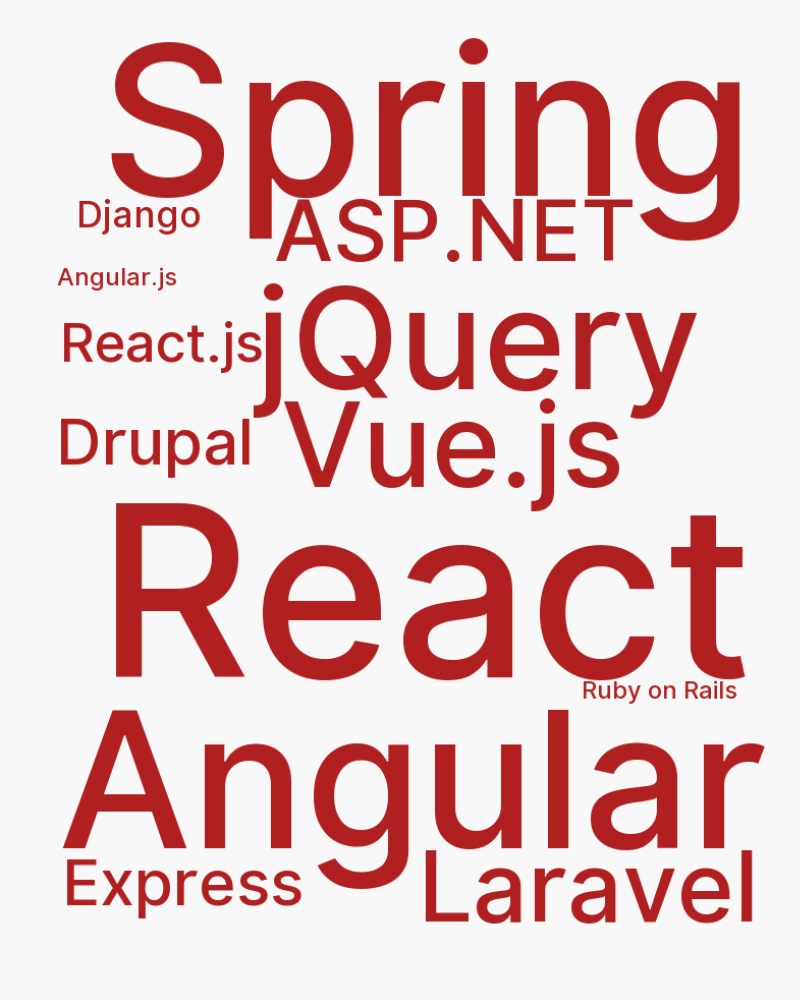 Spring
Django
ASP.NET
Angular.js
jQuery
React.js
Drupal
Vue.js
React
Ruby on Rails
Angular
Express
Laravel